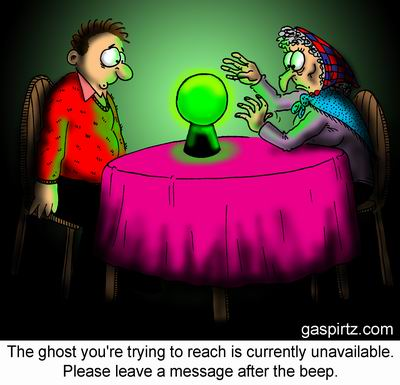 gaspirtz.com
The ghost you're trying to reach is currently unavailable.
Please leave a message after the beep.